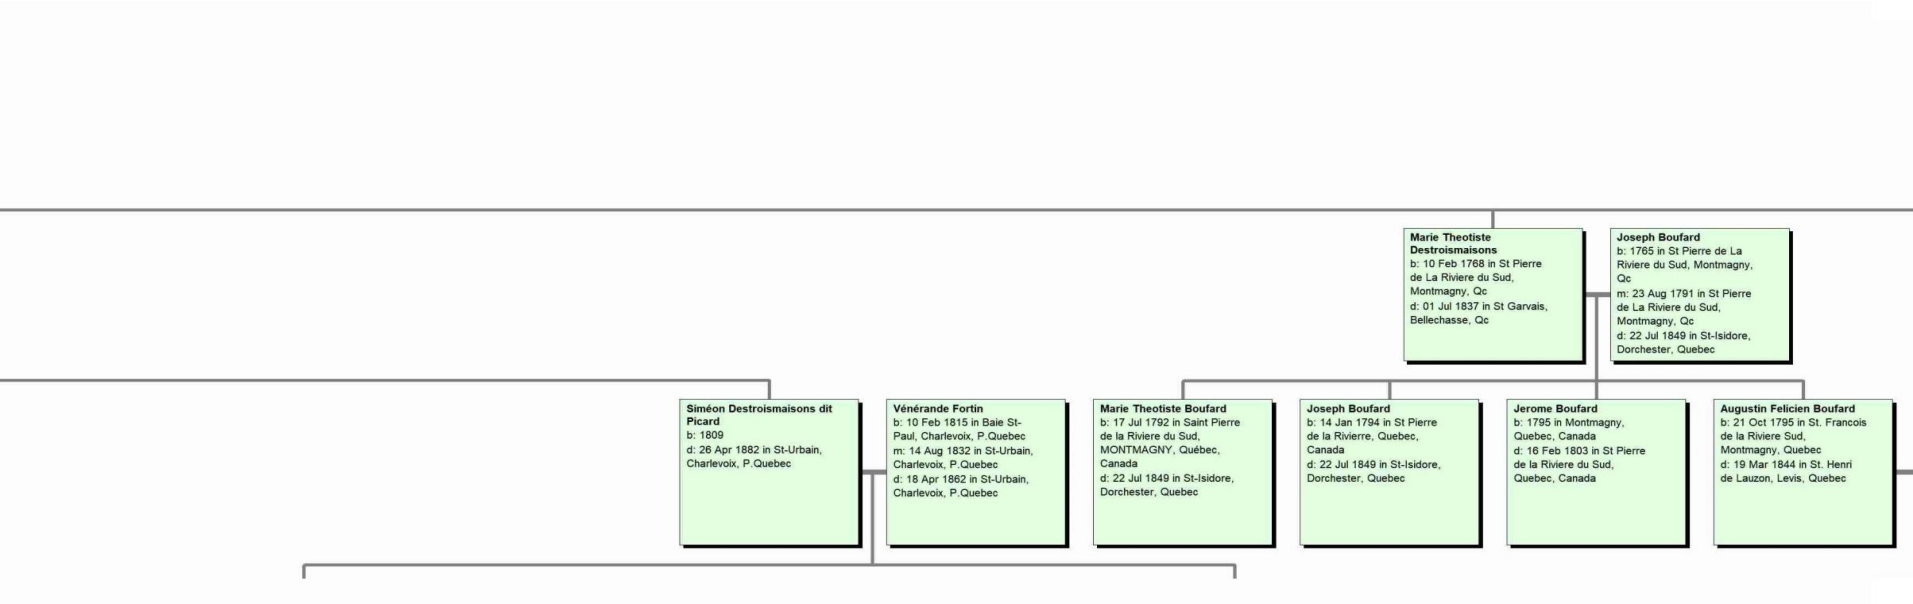 Marie Theotiste
Destroismaisons
b: 10 Feb 1768 in St Pierre
de La Riviere du Sud,
Montmagny, Qc
d: 01 Jul 1837 in St Garvais,
Bellechasse, Qc
Joseph Boufard
b: 1765 in St Pierre de La
Riviere du Sud, Montmagny,
Qc
m: 23 Aug 1791 in St Pierre
de La Riviere du Sud,
Montmagny, Qc
d: 22 Jul 1849 in St-Isidore,
Dorchester, Quebec
Siméon Destroismaisons dit
Picard
b: 1809
d: 26 Apr 1882 in St-Urbain,
Charlevoix, P.Quebec
Vénérande Fortin
b: 10 Feb 1815 in Baie St-
Paul, Charlevoix, P.Quebec
m: 14 Aug 1832 in St-Urbain,
Charlevoix, P.Quebec
d: 18 Apr 1862 in St-Urbain,
Charlevoix, P.Quebec
Marie Theotiste Boufard
b: 17 Jul 1792 in Saint Pierre
de la Riviere du Sud,
MONTMAGNY, Québec,
Canada
d: 22 Jul 1849 in St-Isidore,
Dorchester, Quebec
Joseph Boufard
b: 14 Jan 1794 in St Pierre
de la Rivierre, Quebec,
Canada
d: 22 Jul 1849 in St-Isidore,
Dorchester, Quebec
Jerome Boufard
b: 1795 in Montmagny,
Quebec, Canada
d: 16 Feb 1803 in St Pierre
de la Riviere du Sud,
Quebec, Canada
Augustin Felicien Boufard
b: 21 Oct 1795 in St. Francois
de la Riviere Sud,
Montmagny, Quebec
d: 19 Mar 1844 in St. Henri
de Lauzon, Levis, Quebec